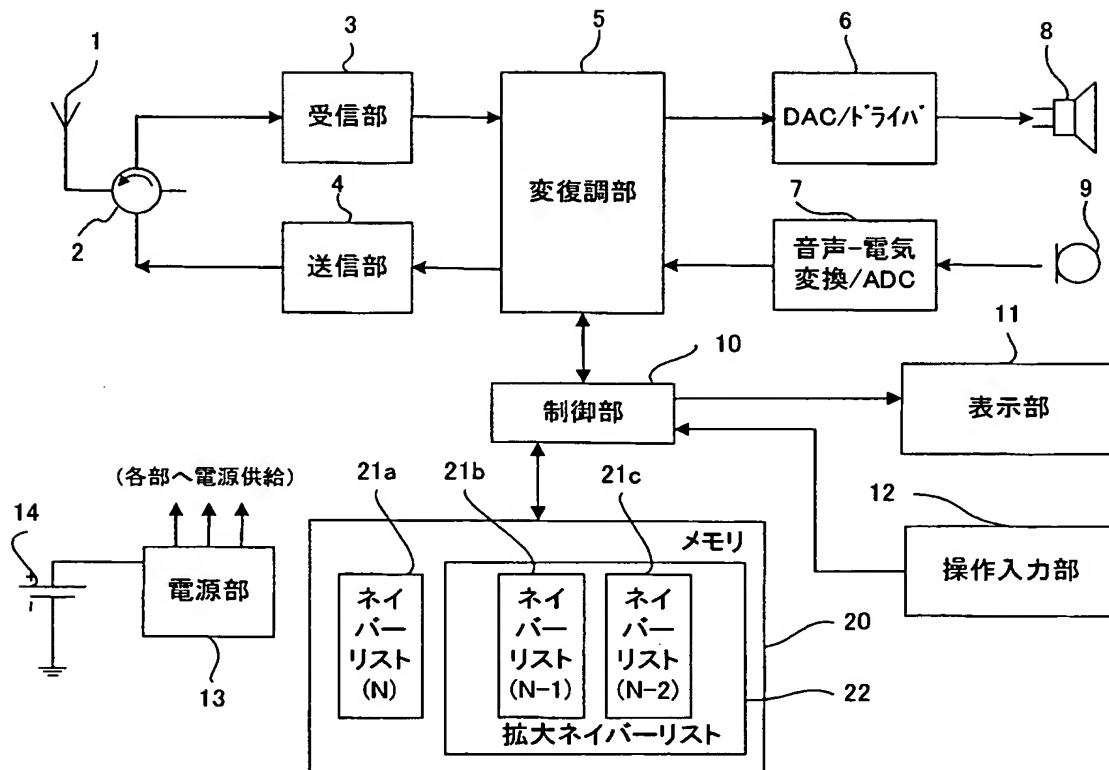 1
3
5
6
8
受信部
DAC/ドライバ
変復調部
2
4
7
9
送信部
音声-電気
変換/ADC
10
11
制御部
表示部
(各部へ電源供給)
21a
21b
21c
12
14
メモリ
操作入力部
+
電源部
ネイ
バー
リスト
(N)
ネイ
バー
リスト
(N-1)
ネイ
バー
リスト
(N-2)
20
13
22
拡大ネイバーリスト